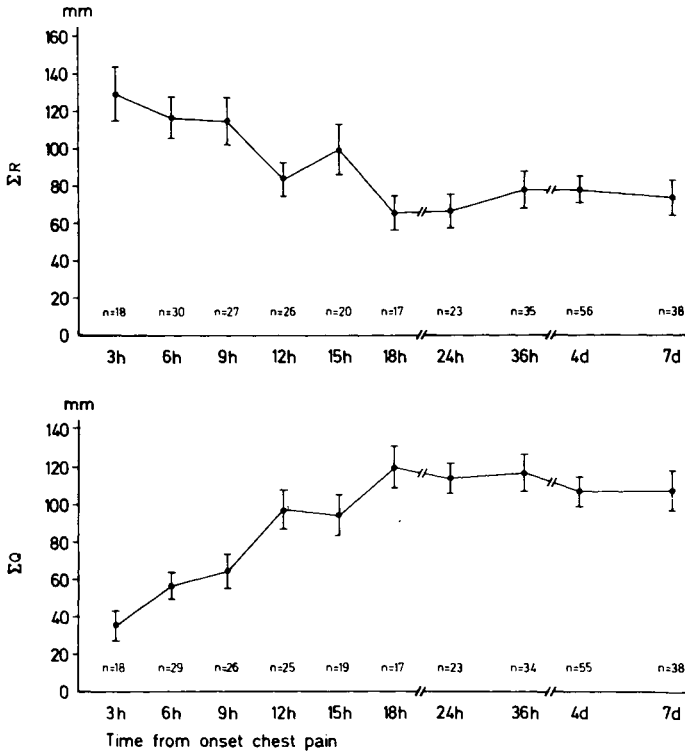 mm
160
140
120
100
80
60
40
20
0
ΣR
n=18 n=30 n=27 n=26 n=20 n=17 n=23 n=35 n=56 n=38
3h 6h 9h 12h 15h 18h 24h 36h 4d 7d
mm
140
120
100
80
60
40
20
0
ΣQ
n=18 n=29 n=26 n=25 n=19 n=17 n=23 n=34 n=55 n=38
3h 6h 9h 12h 15h 18h 24h 36h 4d 7d
Time from onset chest pain